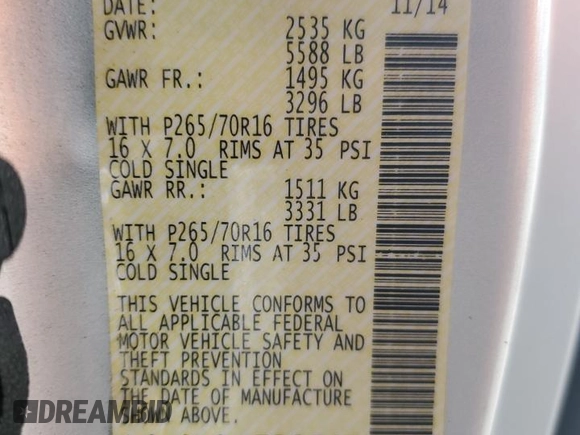 DATE: 11/14
GVWR: 2535 KG
5588 LB
GAWR FR.: 1495 KG
3296 LB
WITH P265/70R16 TIRES
16 X 7.0 RIMS AT 35 PSI
COLD SINGLE
GAWR RR.: 1511 KG
3331 LB
WITH P265/70R16 TIRES
16 X 7.0 RIMS AT 35 PSI
COLD SINGLE
THIS VEHICLE CONFORMS TO
ALL APPLICABLE FEDERAL
MOTOR VEHICLE SAFETY AND
THEFT PREVENTION
STANDARDS IN EFFECT ON
THE DATE OF MANUFACTURE
SHOWN ABOVE.
DREAMBID